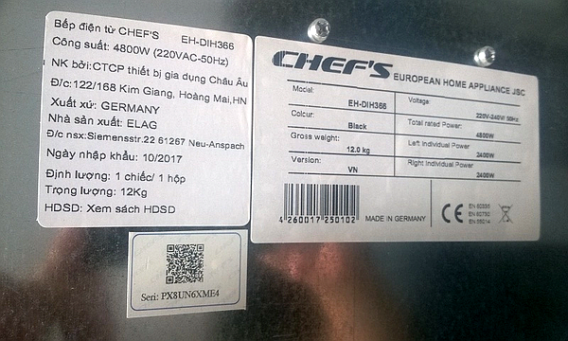 Bếp điện từ CHEF'S EH-DIH366
Công suất: 4800W (220VAC-50Hz)
NK bởi:CTCP thiết bị gia dụng Châu Âu
Đ/c:122/168 Kim Giang, Hoàng Mai,HN
Xuất xứ: GERMANY
Nhà sản xuất: ELAG
Đ/c nsx:Siemensstr.22 61267 Neu-Anspach
Ngày nhập khẩu: 10/2017
Định lượng: 1 chiếc/ 1 hộp
Trọng lượng: 12Kg
HDSD: Xem sách HDSD
Seri: PX8UN6XME4
CHEF'S EUROPEAN HOME APPLIANCE JSC
Model: EH-DIH366
Colour: Black
Gross weight: 12.0 kg
Version: VN
Voltage: 220V-240W/50Hz
Total rated Power: 4800W
Left Individual Power: 2400W
Right Individual Power: 2400W
4 260017 250102
MADE IN GERMANY
CE